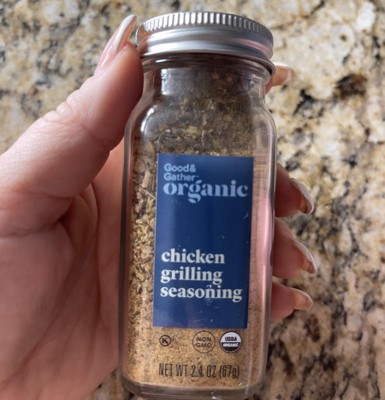 Good&
Gather
organic
chicken
grilling
seasoning
K
NON
GMO
USDA
ORGANIC
NET WT 2.4 OZ (67g)